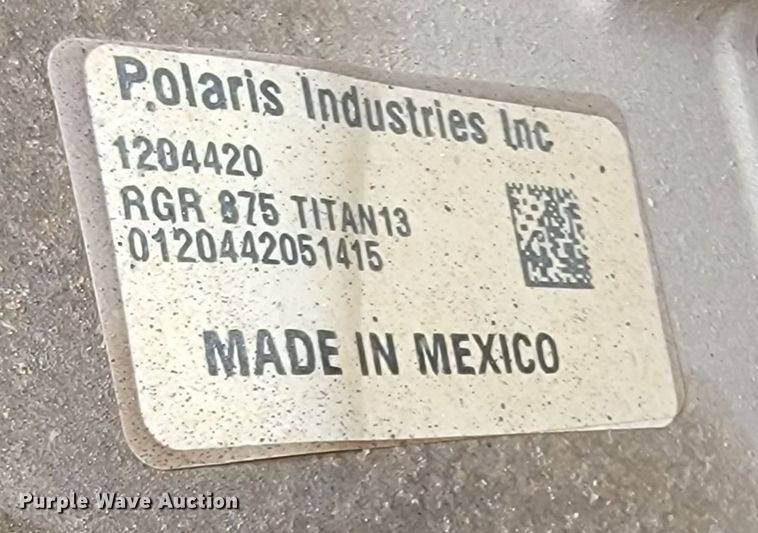 Polaris Industries Inc
1204420
RGR 875 TITAN13
0120442051415
MADE IN MEXICO
Purple Wave Auction